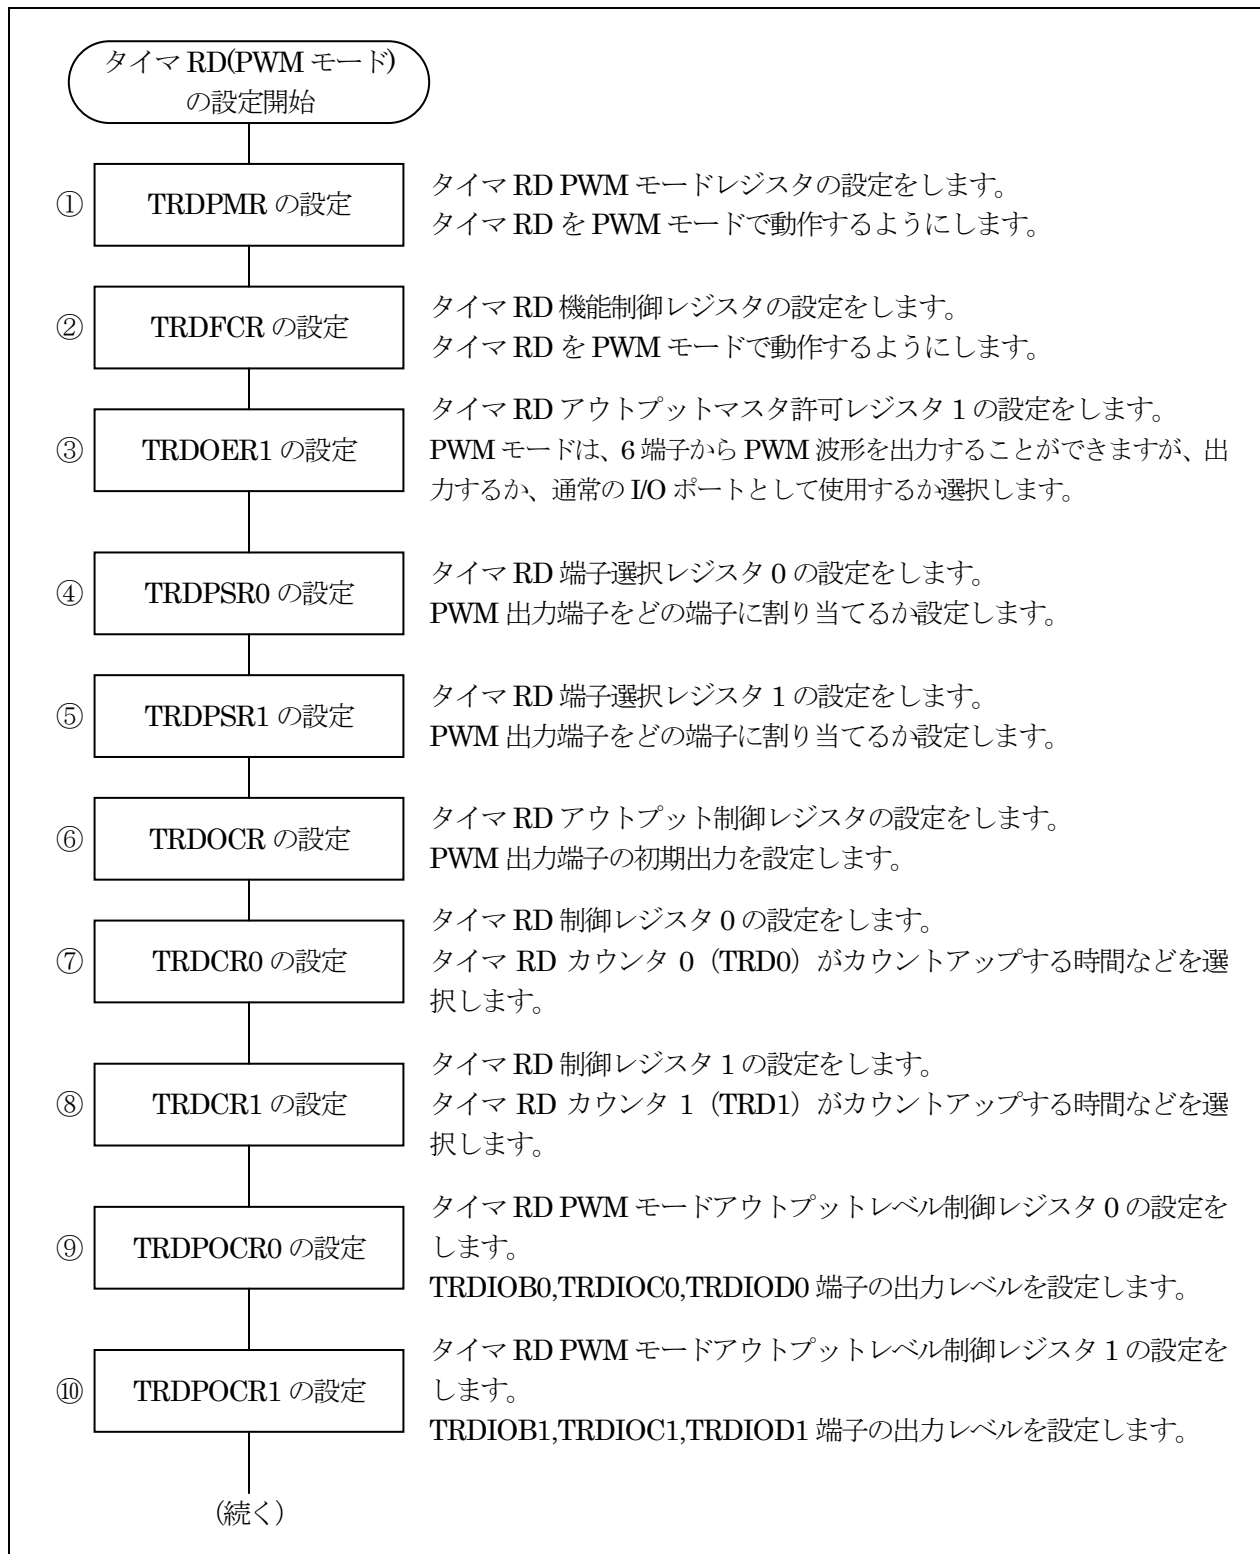 タイマ RD(PWM モード)
の設定開始
① TRDPMR の設定
タイマ RD PWM モードレジスタの設定をします。
タイマ RD を PWM モードで動作するようにします。
② TRDFCR の設定
タイマ RD 機能制御レジスタの設定をします。
タイマ RD を PWM モードで動作するようにします。
③ TRDOER1 の設定
タイマ RD アウトプットマスタ許可レジスタ 1 の設定をします。
PWM モードは、6 端子から PWM 波形を出力することができますが、出
力するか、通常の I/O ポートとして使用するか選択します。
④ TRDPSR0 の設定
タイマ RD 端子選択レジスタ 0 の設定をします。
PWM 出力端子をどの端子に割り当てるか設定します。
⑤ TRDPSR1 の設定
タイマ RD 端子選択レジスタ 1 の設定をします。
PWM 出力端子をどの端子に割り当てるか設定します。
⑥ TRDOCR の設定
タイマ RD アウトプット制御レジスタの設定をします。
PWM 出力端子の初期出力を設定します。
⑦ TRDCR0 の設定
タイマ RD 制御レジスタ 0 の設定をします。
タイマ RD カウンタ 0（TRD0）がカウントアップする時間などを選
択します。
⑧ TRDCR1 の設定
タイマ RD 制御レジスタ 1 の設定をします。
タイマ RD カウンタ 1（TRD1）がカウントアップする時間などを選
択します。
⑨ TRDPOCR0 の設定
タイマ RD PWM モードアウトプットレベル制御レジスタ 0 の設定を
します。
TRDIOB0,TRDIOC0,TRDIOD0 端子の出力レベルを設定します。
⑩ TRDPOCR1 の設定
タイマ RD PWM モードアウトプットレベル制御レジスタ 1 の設定を
します。
TRDIOB1,TRDIOC1,TRDIOD1 端子の出力レベルを設定します。
(続く)